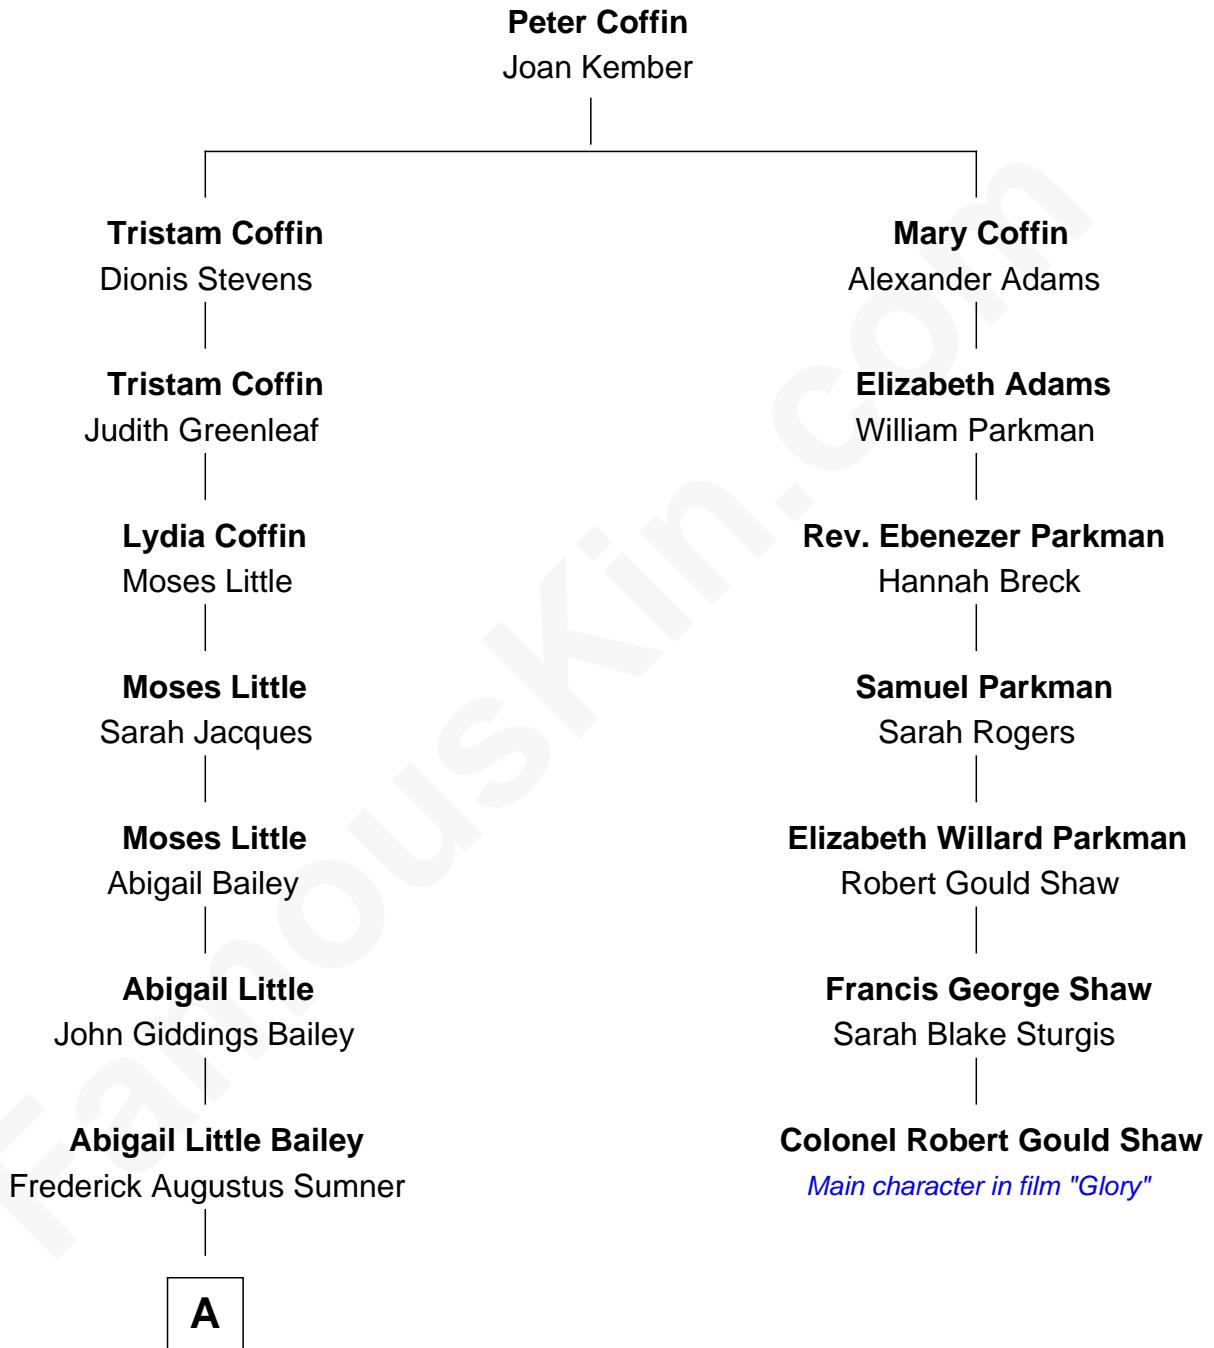 Peter Coffin
Joan Kember
Tristam Coffin
Dionis Stevens
Mary Coffin
Alexander Adams
Tristam Coffin
Judith Greenleaf
Elizabeth Adams
William Parkman
Lydia Coffin
Moses Little
Rev. Ebenezer Parkman
Hannah Breck
Moses Little
Sarah Jacques
Samuel Parkman
Sarah Rogers
Moses Little
Abigail Bailey
Elizabeth Willard Parkman
Robert Gould Shaw
Abigail Little
John Giddings Bailey
Francis George Shaw
Sarah Blake Sturgis
Abigail Little Bailey
Frederick Augustus Sumner
Colonel Robert Gould Shaw
Main character in film "Glory"
A
FamousKin.com